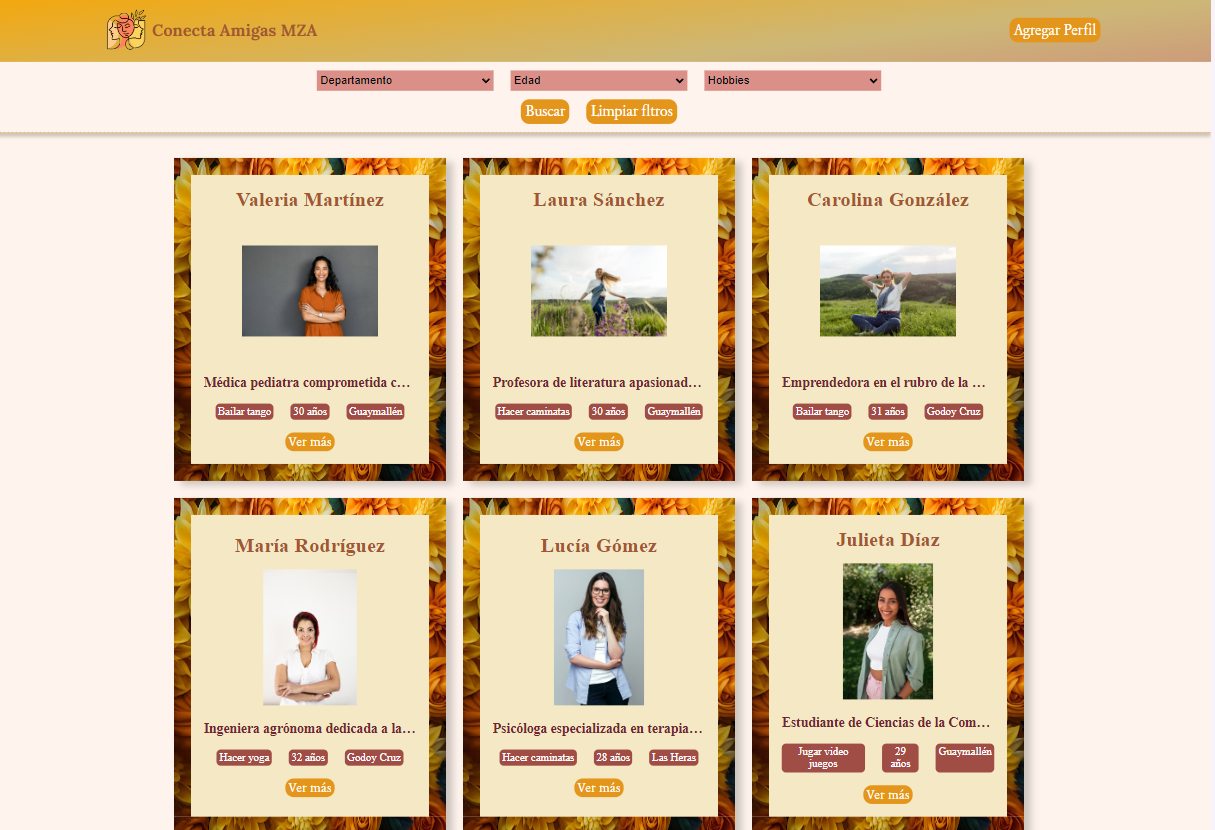 Conecta Amigas MZA
Agregar Perfil
Departamento
Edad
Hobbies
Buscar
Limpiar fltros
Valeria Martínez
Médica pediatra comprometida c…
Bailar tango
30 años
Guaymallén
Ver más
Laura Sánchez
Profesora de literatura apasionad…
Hacer caminatas
30 años
Guaymallén
Ver más
Carolina González
Emprendedora en el rubro de la …
Bailar tango
31 años
Godoy Cruz
Ver más
María Rodríguez
Ingeniera agrónoma dedicada a la…
Hacer yoga
32 años
Godoy Cruz
Ver más
Lucía Gómez
Psicóloga especializada en terapia…
Hacer caminatas
28 años
Las Heras
Ver más
Julieta Díaz
Estudiante de Ciencias de la Com…
Jugar video
juegos
29
años
Guaymallén
Ver más